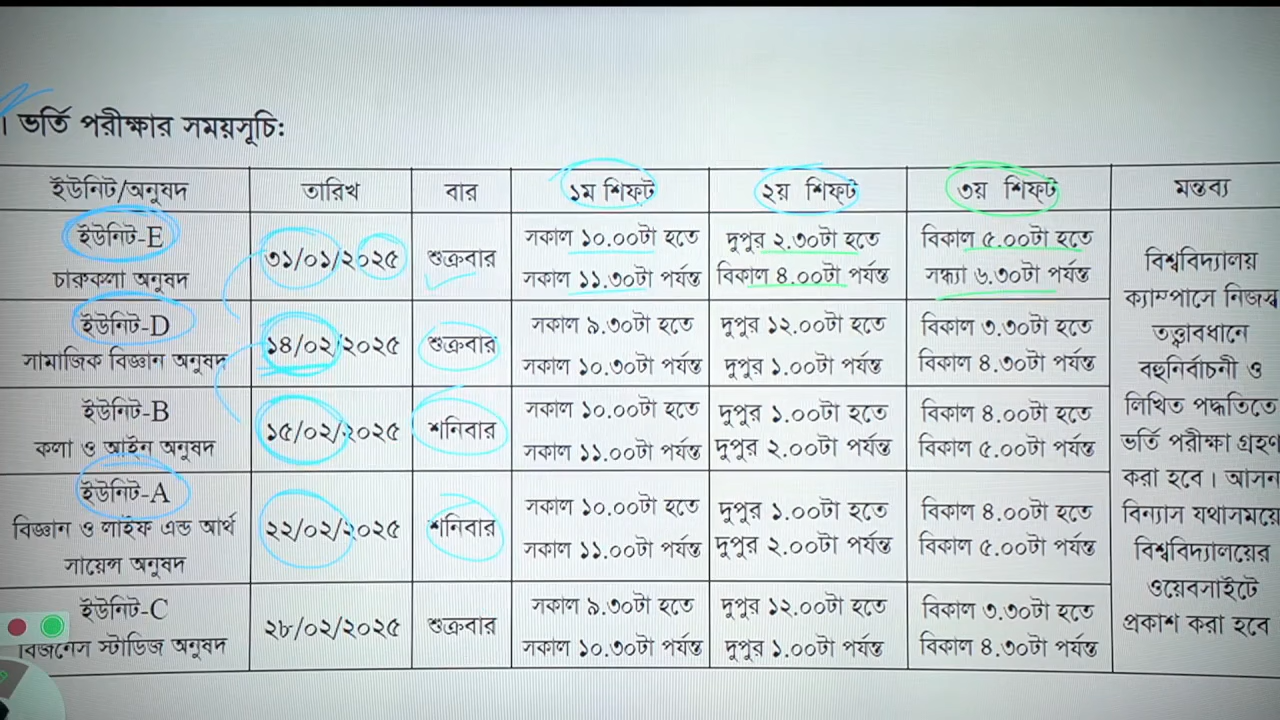 । ভর্তি পরীক্ষার সময়সূচি:
ইউনিট/অনুষদ তারিখ বার ১ম শিফ্ট ২য় শিফ্ট ৩য় শিফ্ট মন্তব্য
ইউনিট-E
চারুকলা অনুষদ
৩১/০১/২০২৫ শুক্রবার
সকাল ১০.০০টা হতে
সকাল ১১.৩০টা পর্যন্ত
দুপুর ২.৩০টা হতে
বিকাল ৪.০০টা পর্যন্ত
বিকাল ৫.০০টা হতে
সন্ধ্যা ৬.৩০টা পর্যন্ত
ইউনিট-D
সামাজিক বিজ্ঞান অনুষদ
১৪/০২/২০২৫ শুক্রবার
সকাল ৯.৩০টা হতে
সকাল ১০.৩০টা পর্যন্ত
দুপুর ১২.০০টা হতে
দুপুর ১.০০টা পর্যন্ত
বিকাল ৩.৩০টা হতে
বিকাল ৪.৩০টা পর্যন্ত
ইউনিট-B
কলা ও আইন অনুষদ
১৫/০২/২০২৫ শনিবার
সকাল ১০.০০টা হতে
সকাল ১১.০০টা পর্যন্ত
দুপুর ১.০০টা হতে
দুপুর ২.০০টা পর্যন্ত
বিকাল ৪.০০টা হতে
বিকাল ৫.০০টা পর্যন্ত
ইউনিট-A
বিজ্ঞান ও লাইফ এন্ড আর্থ
সায়েন্স অনুষদ
২২/০২/২০২৫ শনিবার
সকাল ১০.০০টা হতে
সকাল ১১.০০টা পর্যন্ত
দুপুর ১.০০টা হতে
দুপুর ২.০০টা পর্যন্ত
বিকাল ৪.০০টা হতে
বিকাল ৫.০০টা পর্যন্ত
ইউনিট-C
বিজনেস স্টাডিজ অনুষদ
২৮/০২/২০২৫ শুক্রবার
সকাল ৯.৩০টা হতে
সকাল ১০.৩০টা পর্যন্ত
দুপুর ১২.০০টা হতে
দুপুর ১.০০টা পর্যন্ত
বিকাল ৩.৩০টা হতে
বিকাল ৪.৩০টা পর্যন্ত
বিশ্ববিদ্যালয়
ক্যাম্পাসে নিজস্ব
তত্ত্বাবধানে
বহুনির্বাচনী ও
লিখিত পদ্ধতিতে
ভর্তি পরীক্ষা গ্রহণ
করা হবে। আসন
বিন্যাস যথাসময়ে
বিশ্ববিদ্যালয়ের
ওয়েবসাইটে
প্রকাশ করা হবে